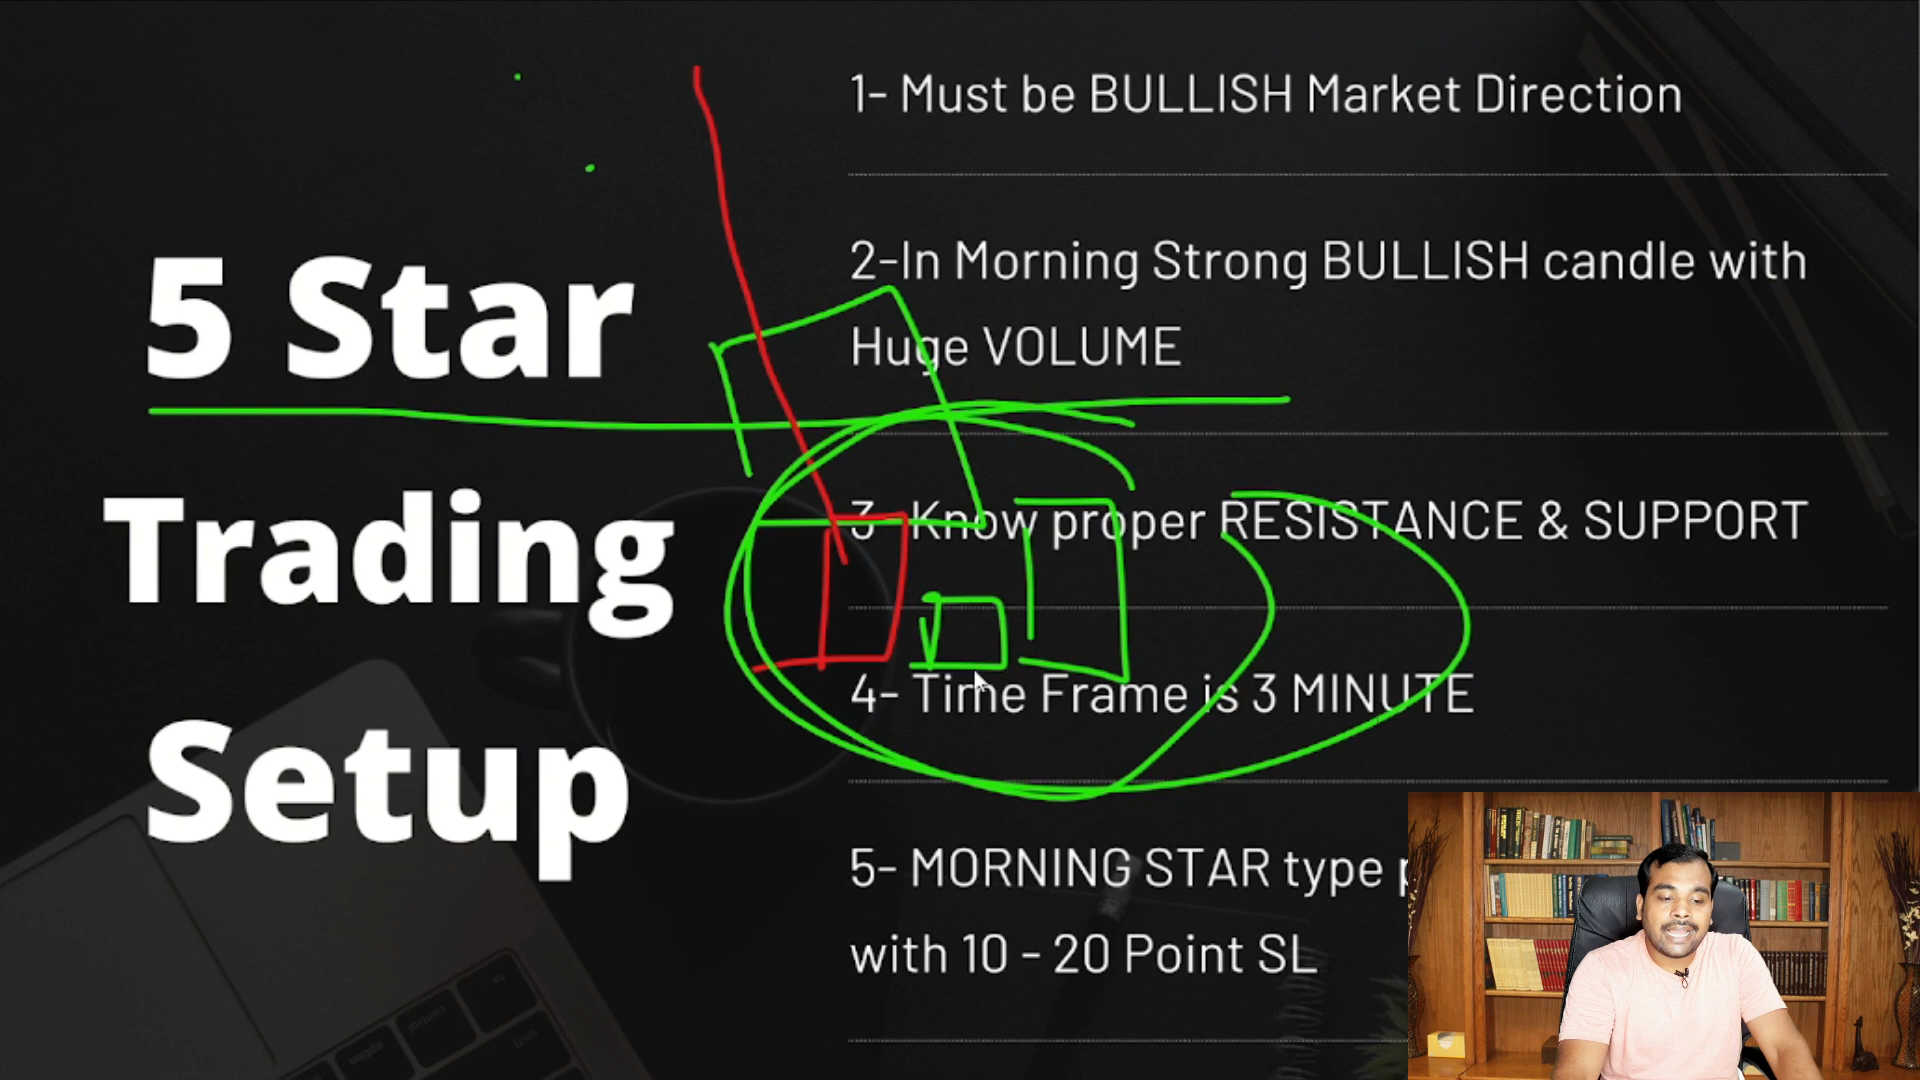 5 Star
Trading
Setup
1- Must be BULLISH Market Direction
2-In Morning Strong BULLISH candle with
Huge VOLUME
3- Know proper RESISTANCE & SUPPORT
4- Time Frame is 3 MINUTE
5- MORNING STAR type
with 10 - 20 Point SL